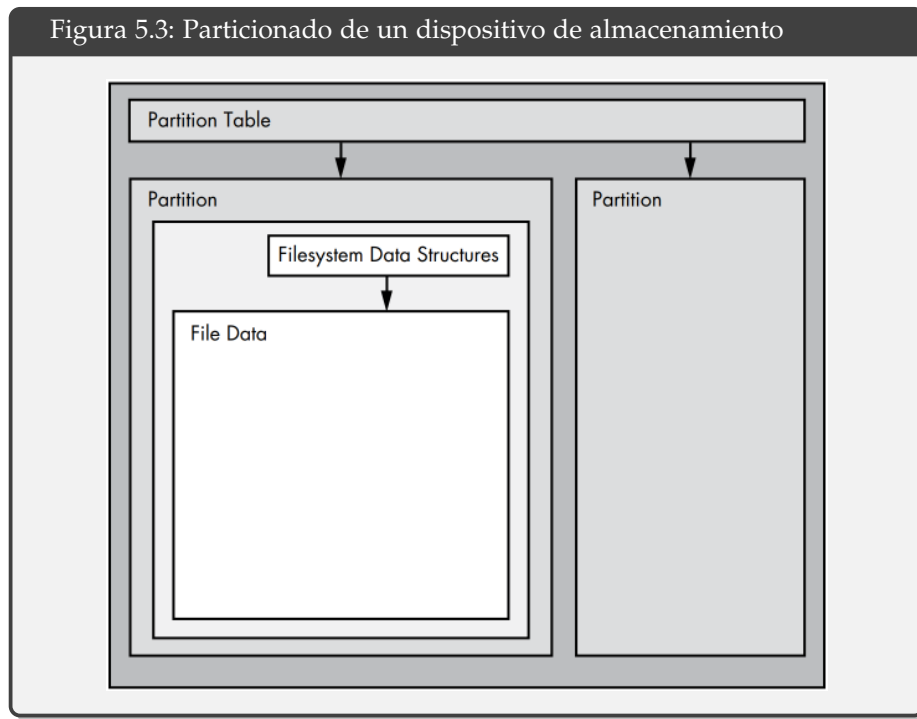 Figura 5.3: Particionado de un dispositivo de almacenamiento
Partition Table
Partition
Partition
Filesystem Data Structures
File Data